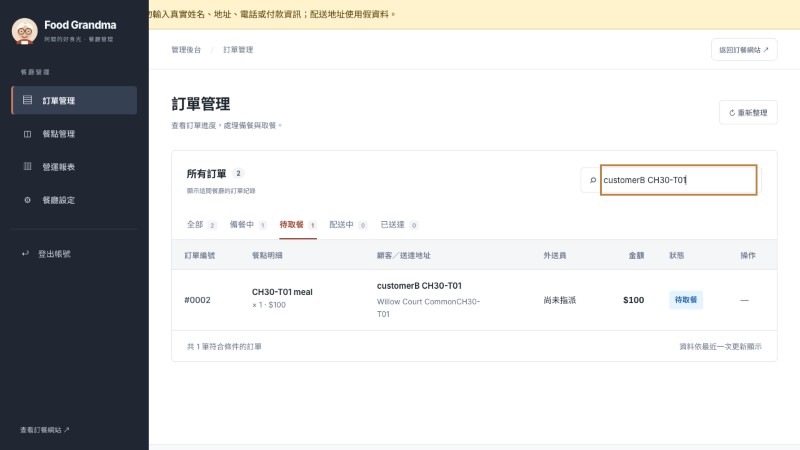 勿輸入真實姓名、地址、電話或付款資訊；配送地址使用假資料。
Food Grandma
阿嬤的好食光 · 餐廳管理
餐廳管理
訂單管理
餐點管理
營運報表
餐廳設定
登出帳號
查看訂餐網站 ↗
管理後台
訂單管理
返回訂餐網站 ↗
訂單管理
查看訂單進度，處理備餐與取餐。
重新整理
所有訂單 2
顯示這間餐廳的訂單紀錄
customerB CH30-T01
全部 2 備餐中 1 待取餐 1 配送中 0 已送達 0
訂單編號 餐點明細 顧客／送達地址 外送員 金額 狀態 操作
#0002
CH30-T01 meal
× 1 · $100
customerB CH30-T01
Willow Court CommonCH30-
T01
尚未指派
$100
待取餐
—
共 1 筆符合條件的訂單
資料依最近一次更新顯示